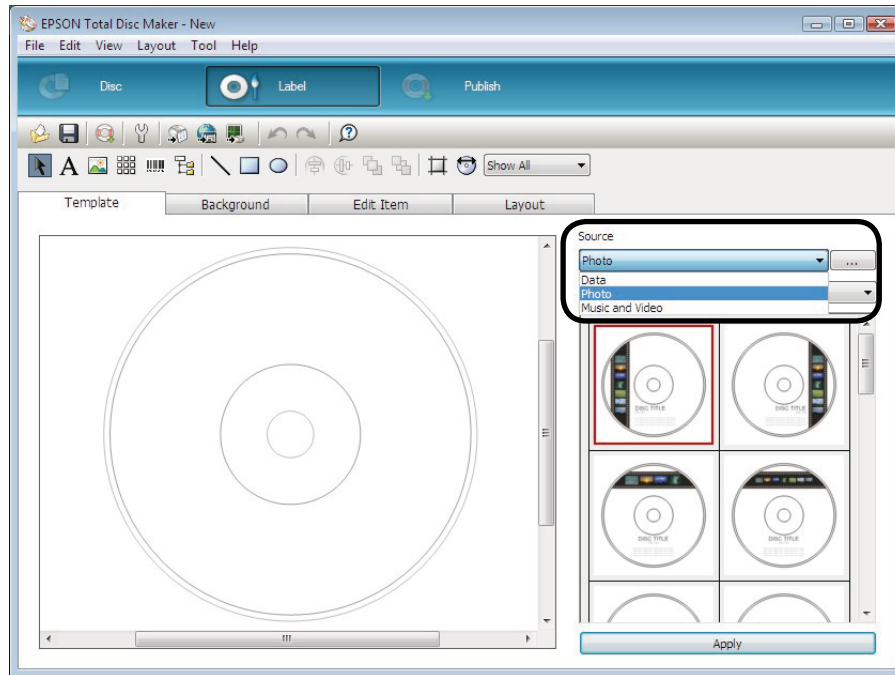 EPSON Total Disc Maker - New
File Edit View Layout Tool Help
Disc Label Publish
A Show All
Template Background Edit Item Layout
Source
Photo ...
Data
Photo
Music and Video
DISC TITLE DISC TITLE
DISC TITLE DISC TITLE
Apply